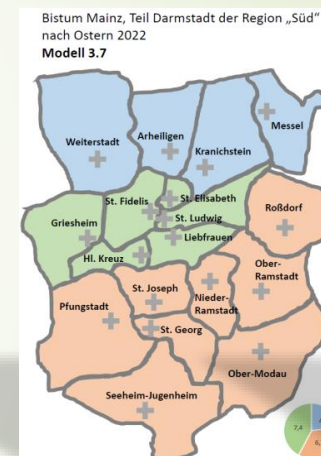 Bistum Mainz, Teil Darmstadt der Region „Süd“
nach Ostern 2022
Modell 3.7
Messel
Arheiligen
Weiterstadt
Kranichstein
St. Fidelis
St. Elisabeth
Roßdorf
St. Ludwig
Griesheim
Liebfrauen
Hl. Kreuz
Ober-
Ramstadt
St. Joseph
Nieder-
Ramstadt
Pfungstadt
St. Georg
Ober-Modau
Seeheim-Jugenheim
7,4